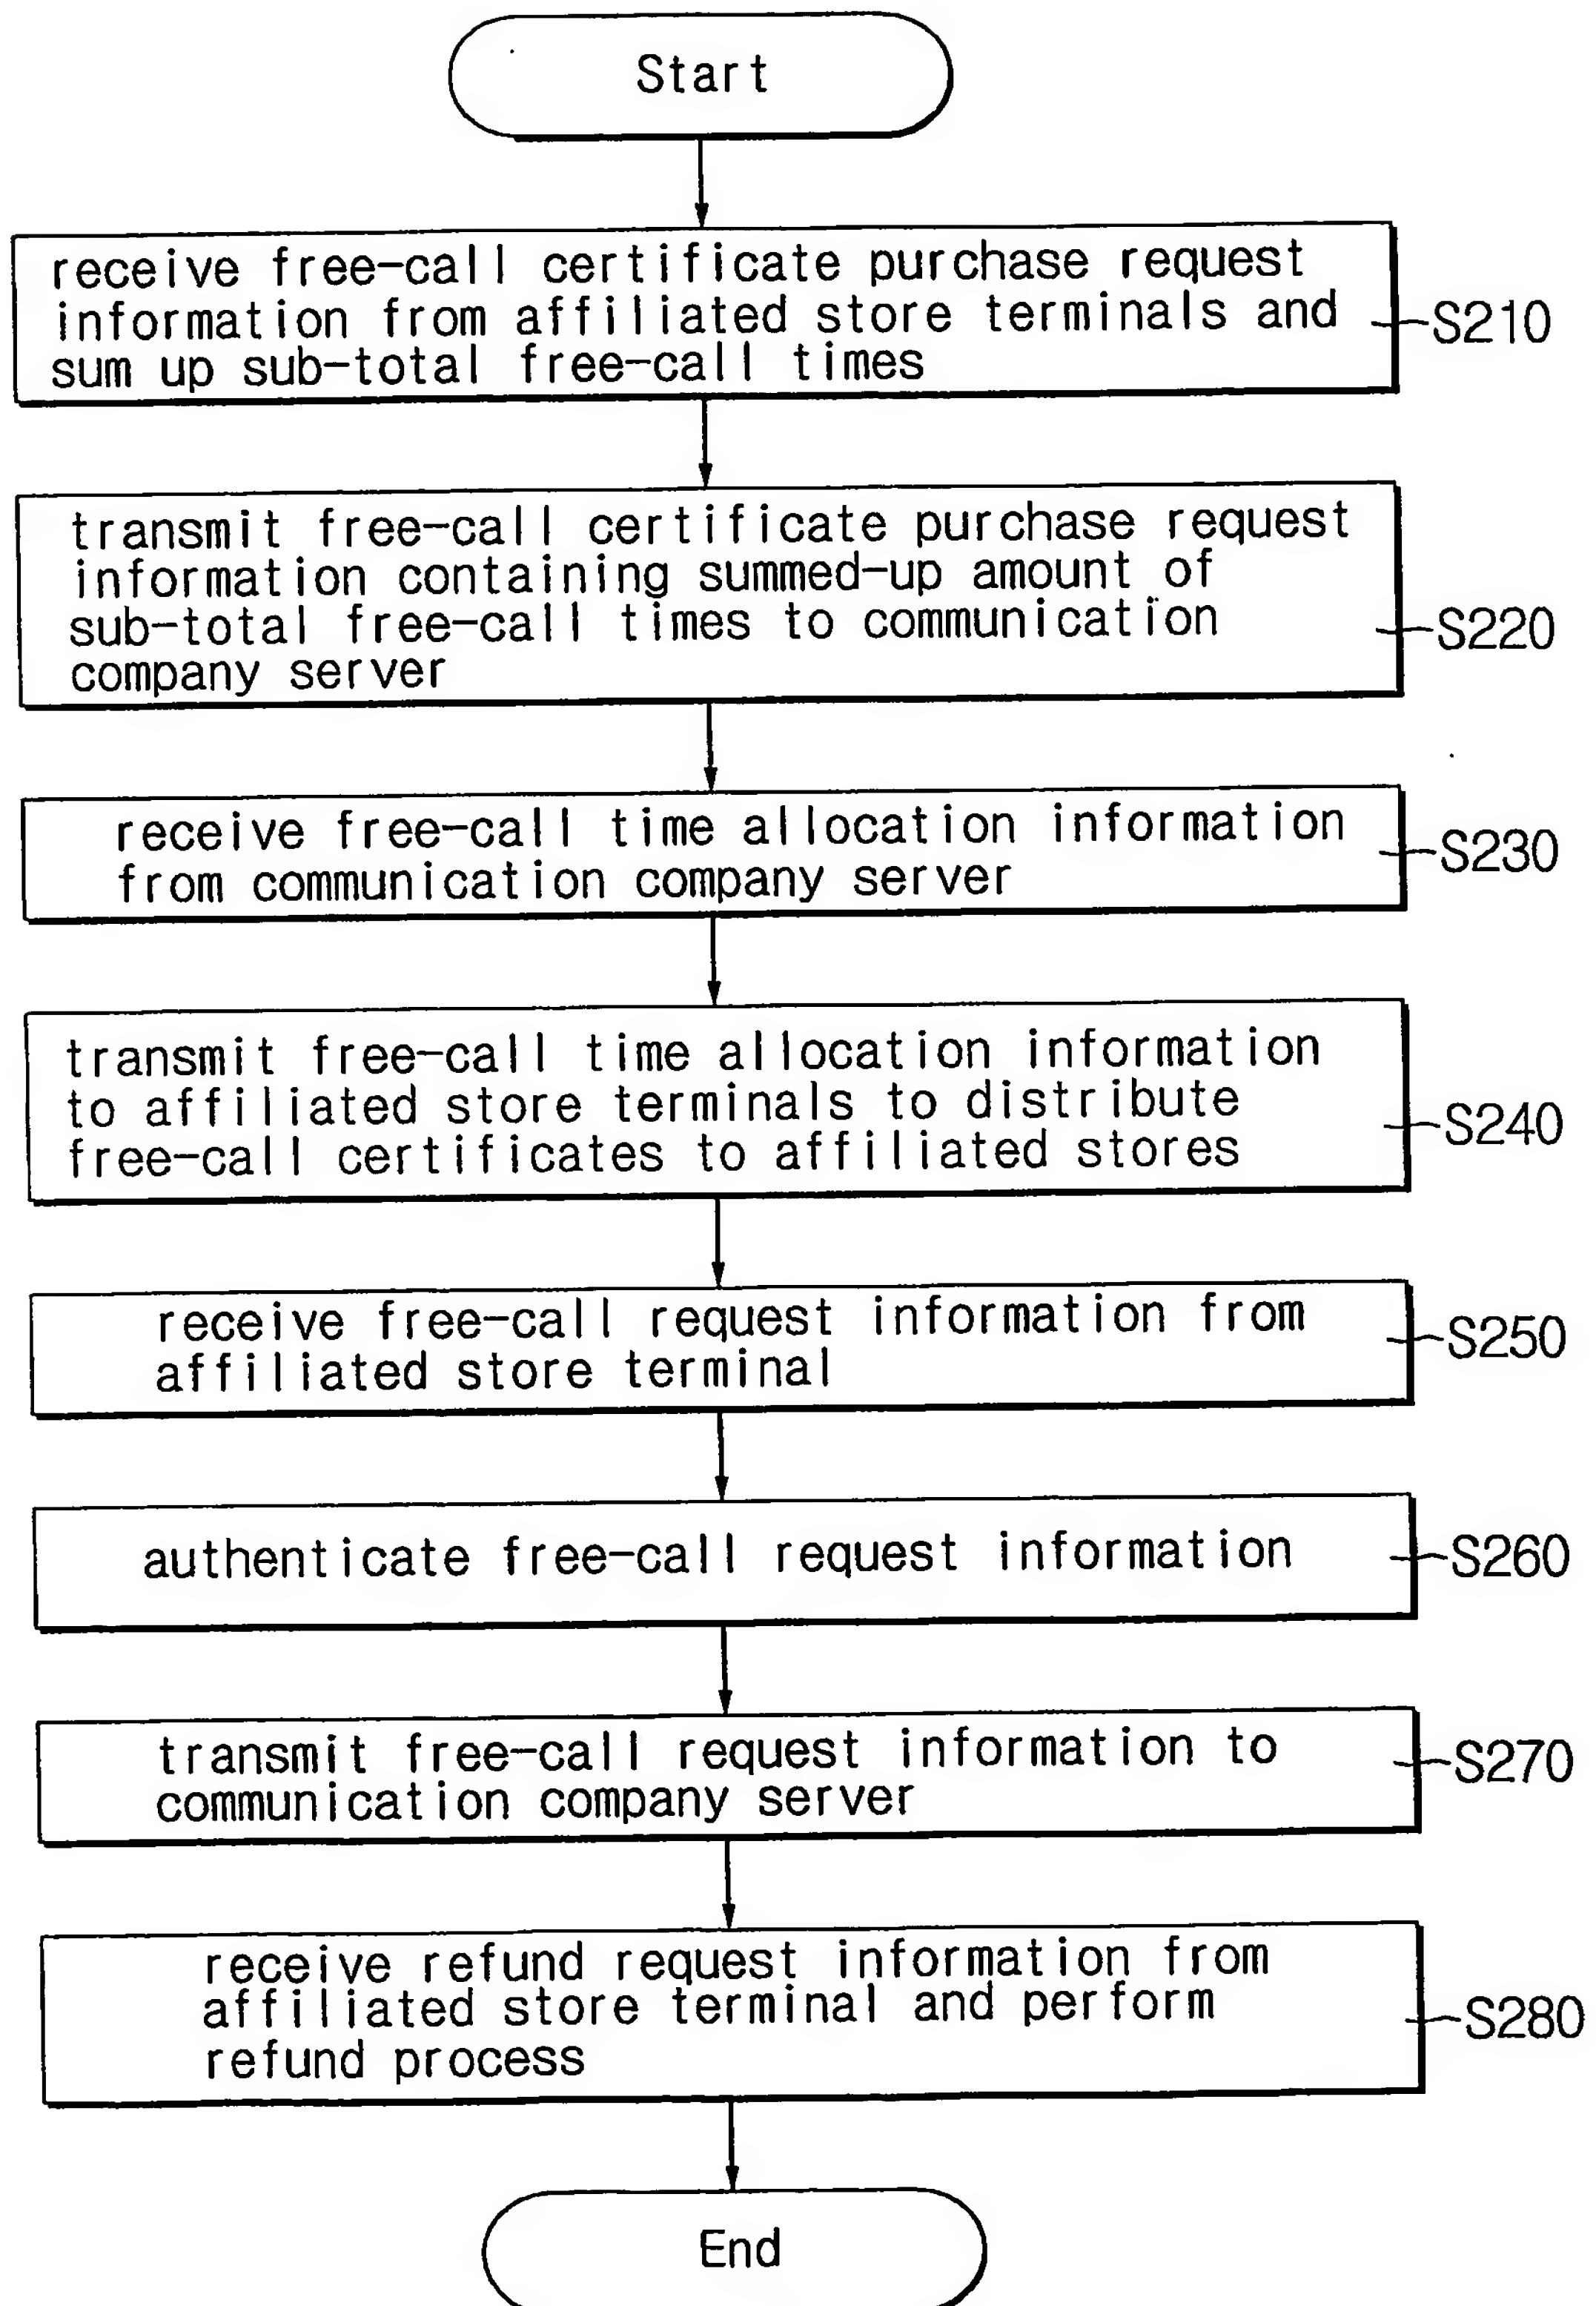 Start
receive free-call certificate purchase request
information from affiliated store terminals and
sum up sub-total free-call times
S210
transmit free-call certificate purchase request
information containing summed-up amount of
sub-total free-call times to communication
company server
S220
receive free-call time allocation information
from communication company server
S230
transmit free-call time allocation information
to affiliated store terminals to distribute
free-call certificates to affiliated stores
S240
receive free-call request information from
affiliated store terminal
S250
authenticate free-call request information
S260
transmit free-call request information to
communication company server
S270
receive refund request information from
affiliated store terminal and perform
refund process
S280
End